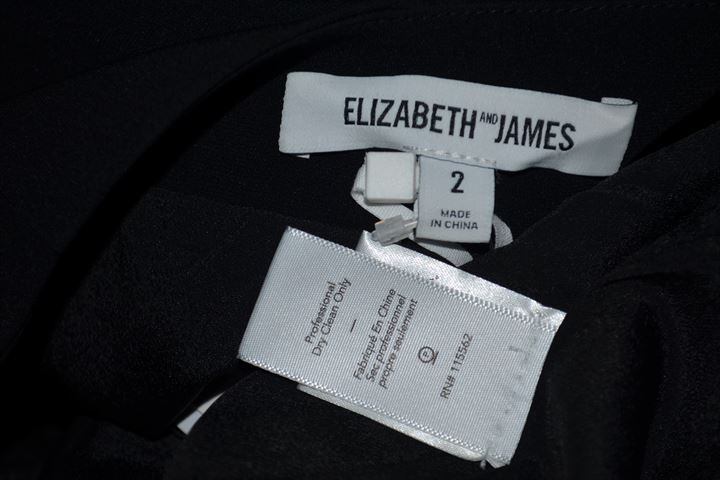 ELIZABETH AND JAMES
2
MADE
IN CHINA
Professional
Dry Clean Only
—
Fabriqué En Chine
Sec professionnel
propre seulement
P
RN# 115562